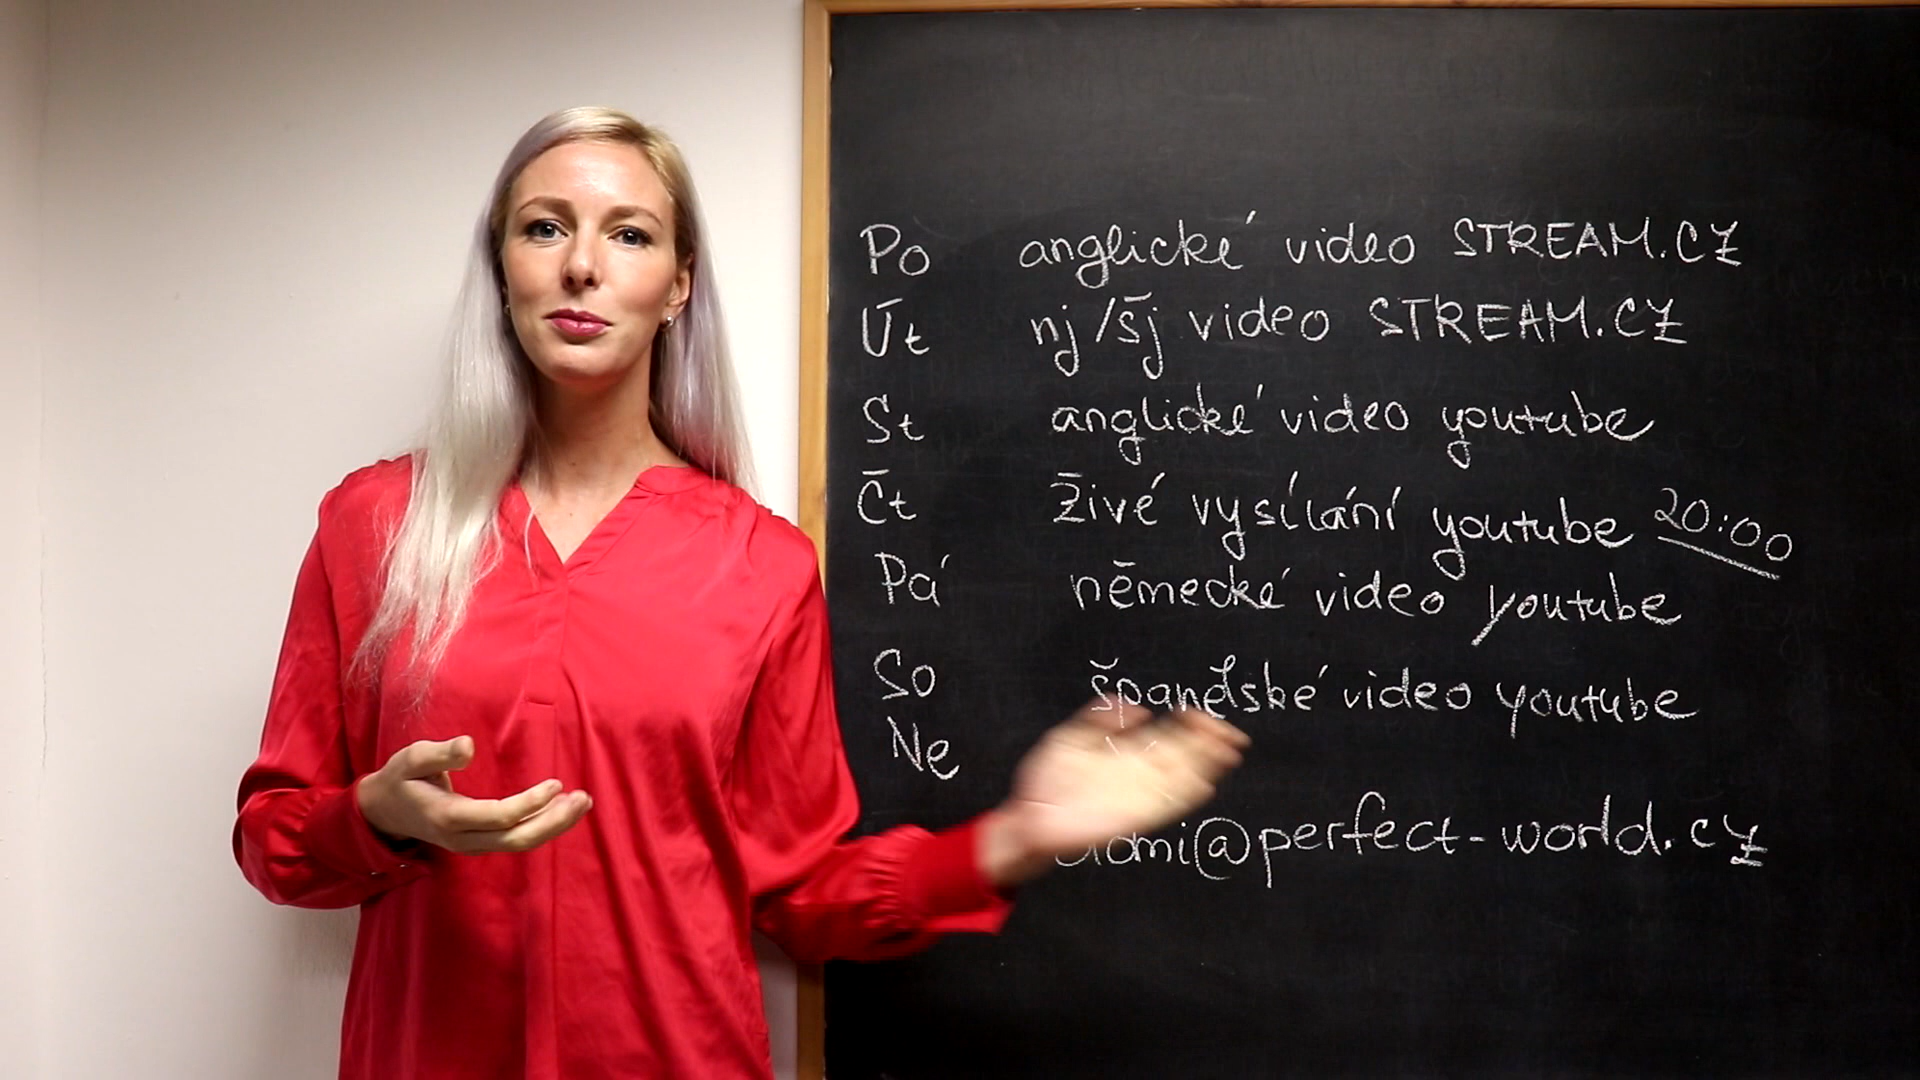 Po anglické video STREAM.CZ
Út nj/šj video STREAM.CZ
St anglické video youtube
Čt živé vysílání youtube 20:00
Pá německé video youtube
So španělské video youtube
Ne
domi@perfect-world.cz